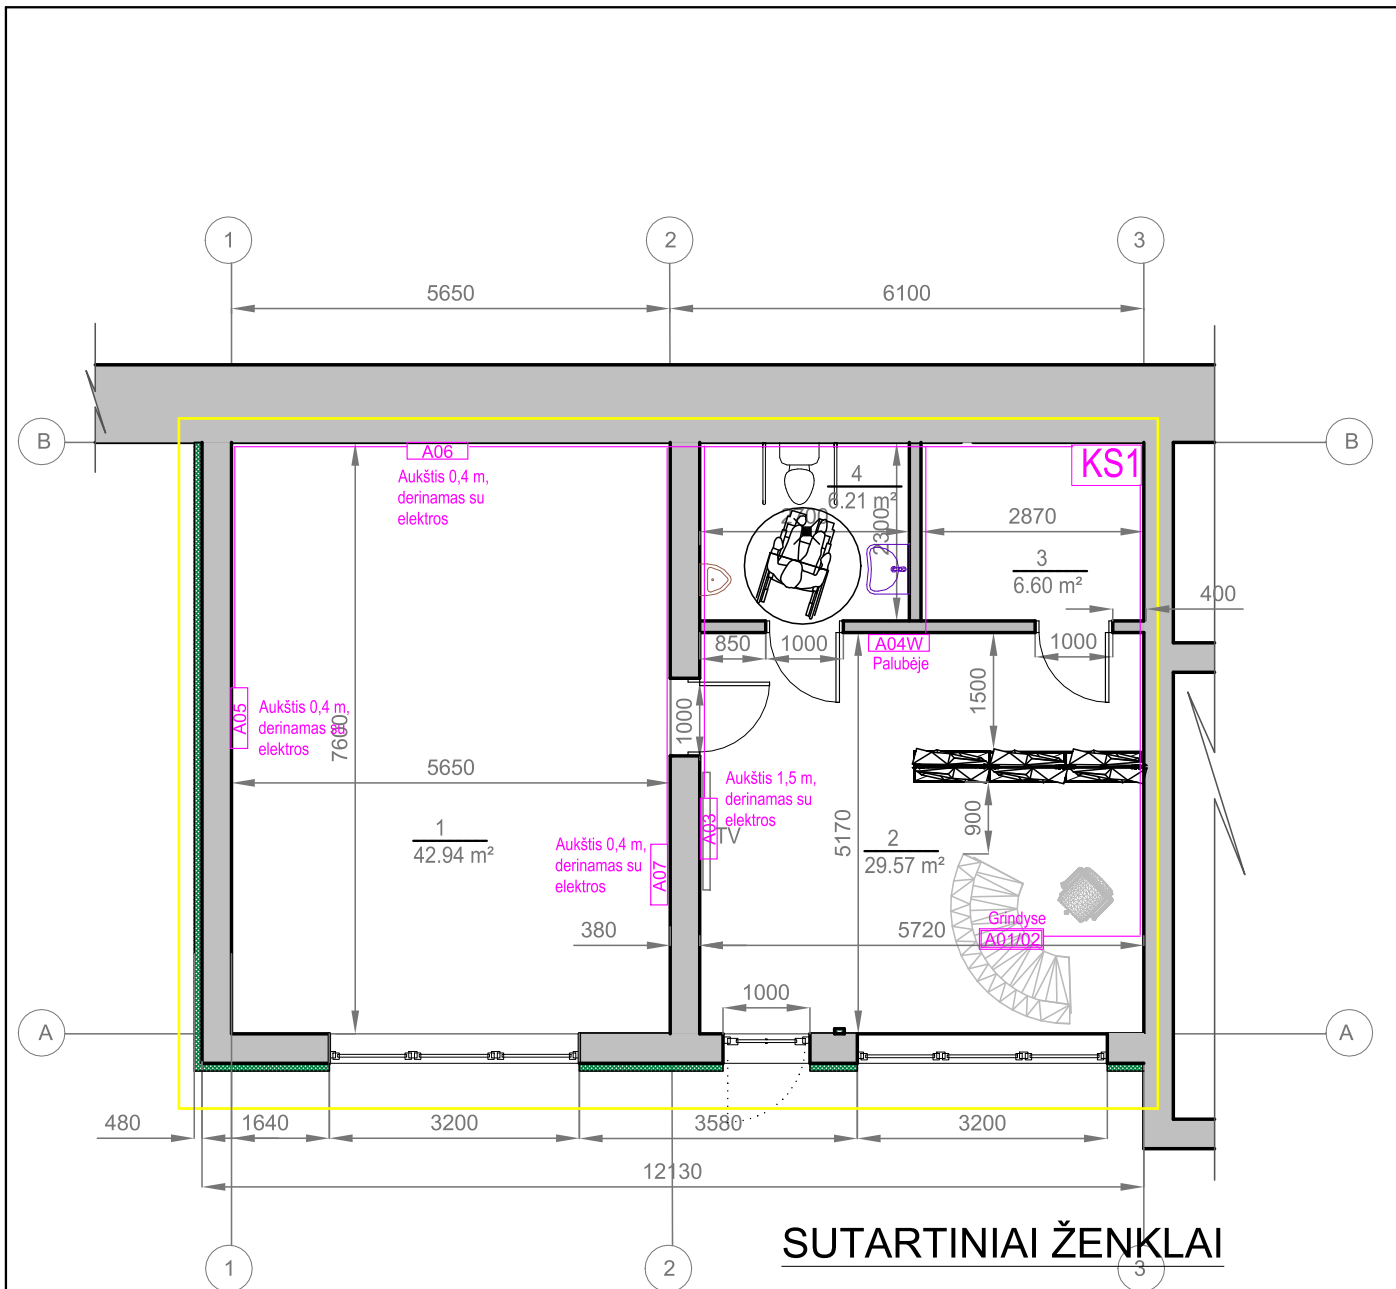 1
2
3
5650
6100
B
B
A06
Aukštis 0,4 m,
derinamas su
elektros
KS1
4
6.21 m²
2300
2870
3
6.60 m²
400
850
1000
A04W
Palubėje
1000
1500
A05
Aukštis 0,4 m,
derinamas su
elektros
7600
1000
5650
Aukštis 1,5 m,
derinamas su
elektros
A03
TV
5170
900
1
42.94 m²
Aukštis 0,4 m,
derinamas su
elektros
A07
2
29.57 m²
Grindyse
A01/02
380
5720
1000
A
A
480
1640
3200
3580
3200
12130
SUTARTINIAI ŽENKLAI
1
2
3